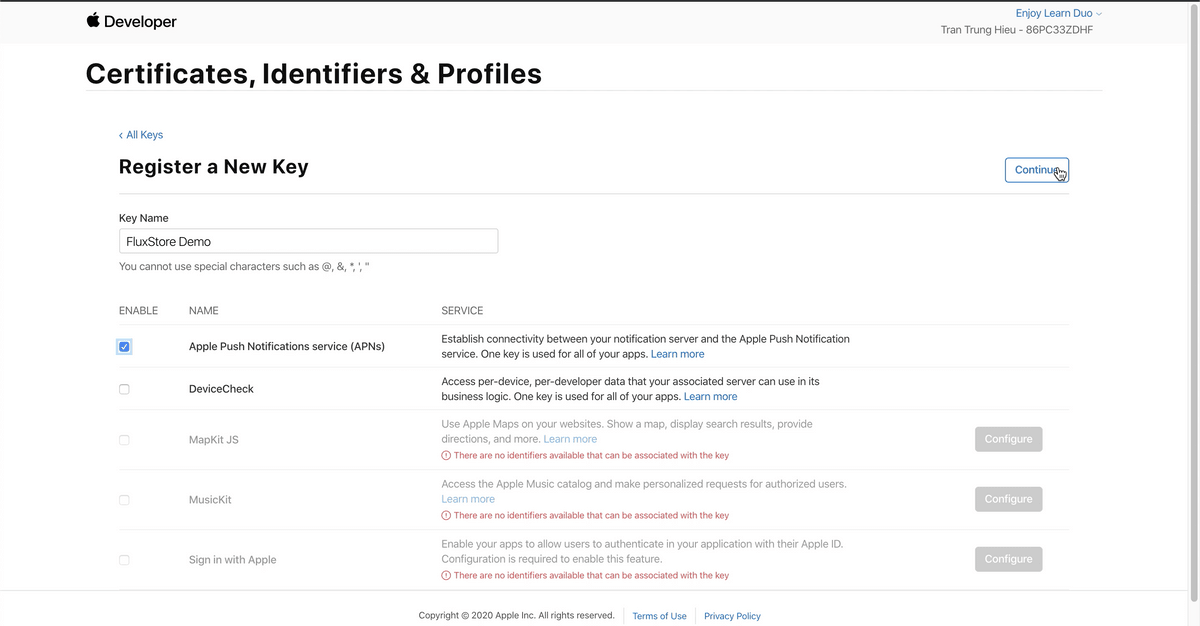 Developer
Enjoy Learn Duo
Tran Trung Hieu - 86PC33ZDHF
Certificates, Identifiers & Profiles
‹ All Keys
Register a New Key
Continue
Key Name
FluxStore Demo
You cannot use special characters such as @, &, *, ', "
ENABLE NAME SERVICE
Apple Push Notifications service (APNs)
Establish connectivity between your notification server and the Apple Push Notification
service. One key is used for all of your apps. Learn more
DeviceCheck
Access per-device, per-developer data that your associated server can use in its
business logic. One key is used for all of your apps. Learn more
MapKit JS
Use Apple Maps on your websites. Show a map, display search results, provide
directions, and more. Learn more
There are no identifiers available that can be associated with the key
Configure
MusicKit
Access the Apple Music catalog and make personalized requests for authorized users.
Learn more
There are no identifiers available that can be associated with the key
Configure
Sign in with Apple
Enable your apps to allow users to authenticate in your application with their Apple ID.
Configuration is required to enable this feature.
There are no identifiers available that can be associated with the key
Configure
Copyright © 2020 Apple Inc. All rights reserved. Terms of Use Privacy Policy